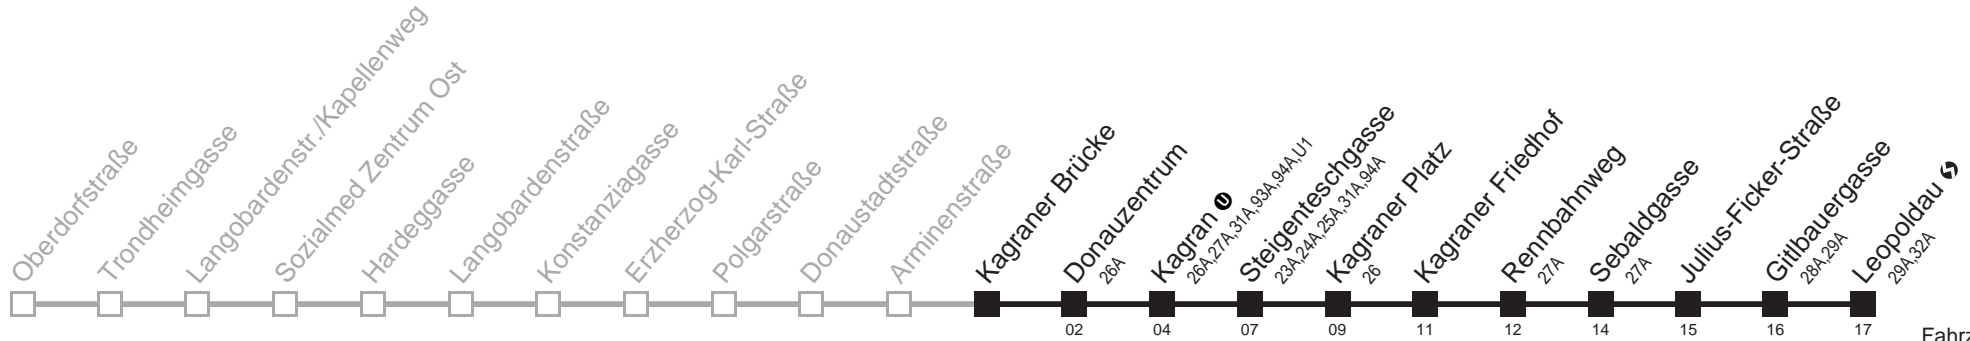 Oberdorfstraße
Trondheimgasse
Langobardenstr./Kapellenweg
Sozialmed Zentrum Ost
Hardeggasse
Langobardenstraße
Konstanziagasse
Erzherzog-Karl-Straße
Polgarstraße
Donaustadtstraße
Arminenstraße
Kagraner Brücke
Donauzentrum
26A
Kagran U
26A,27A,31A,93A,94A,U1
Steigenteschgasse
23A,24A,25A,31A,94A
Kagraner Platz
26
Kagraner Friedhof
Rennbahnweg
27A
Sebaldgasse
27A
Julius-Ficker-Straße
Gitlbauergasse
28A,29A
Leopoldau
29A,32A
02 04 07 09 11 12 14 15 16 17
Fahrz